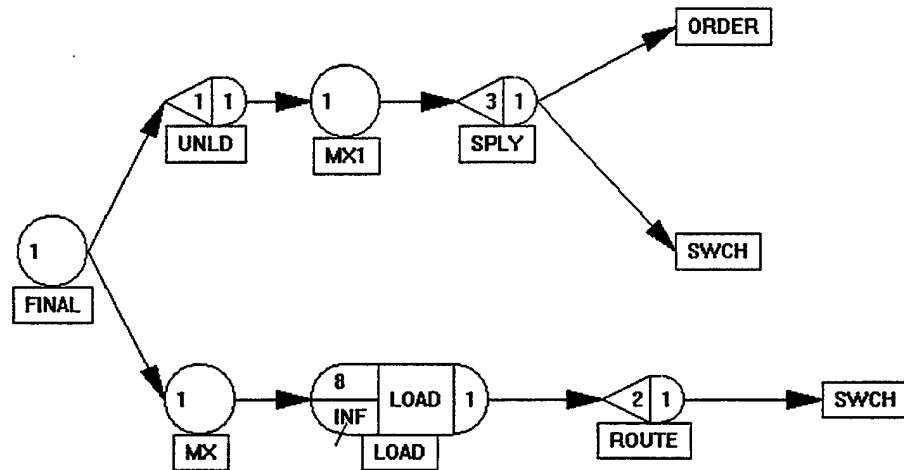 ORDER
1 1
UNLD
1
MX1
3 1
SPLY
1
FINAL
SWCH
1
MX
8
INF
LOAD
1
LOAD
2 1
ROUTE
SWCH